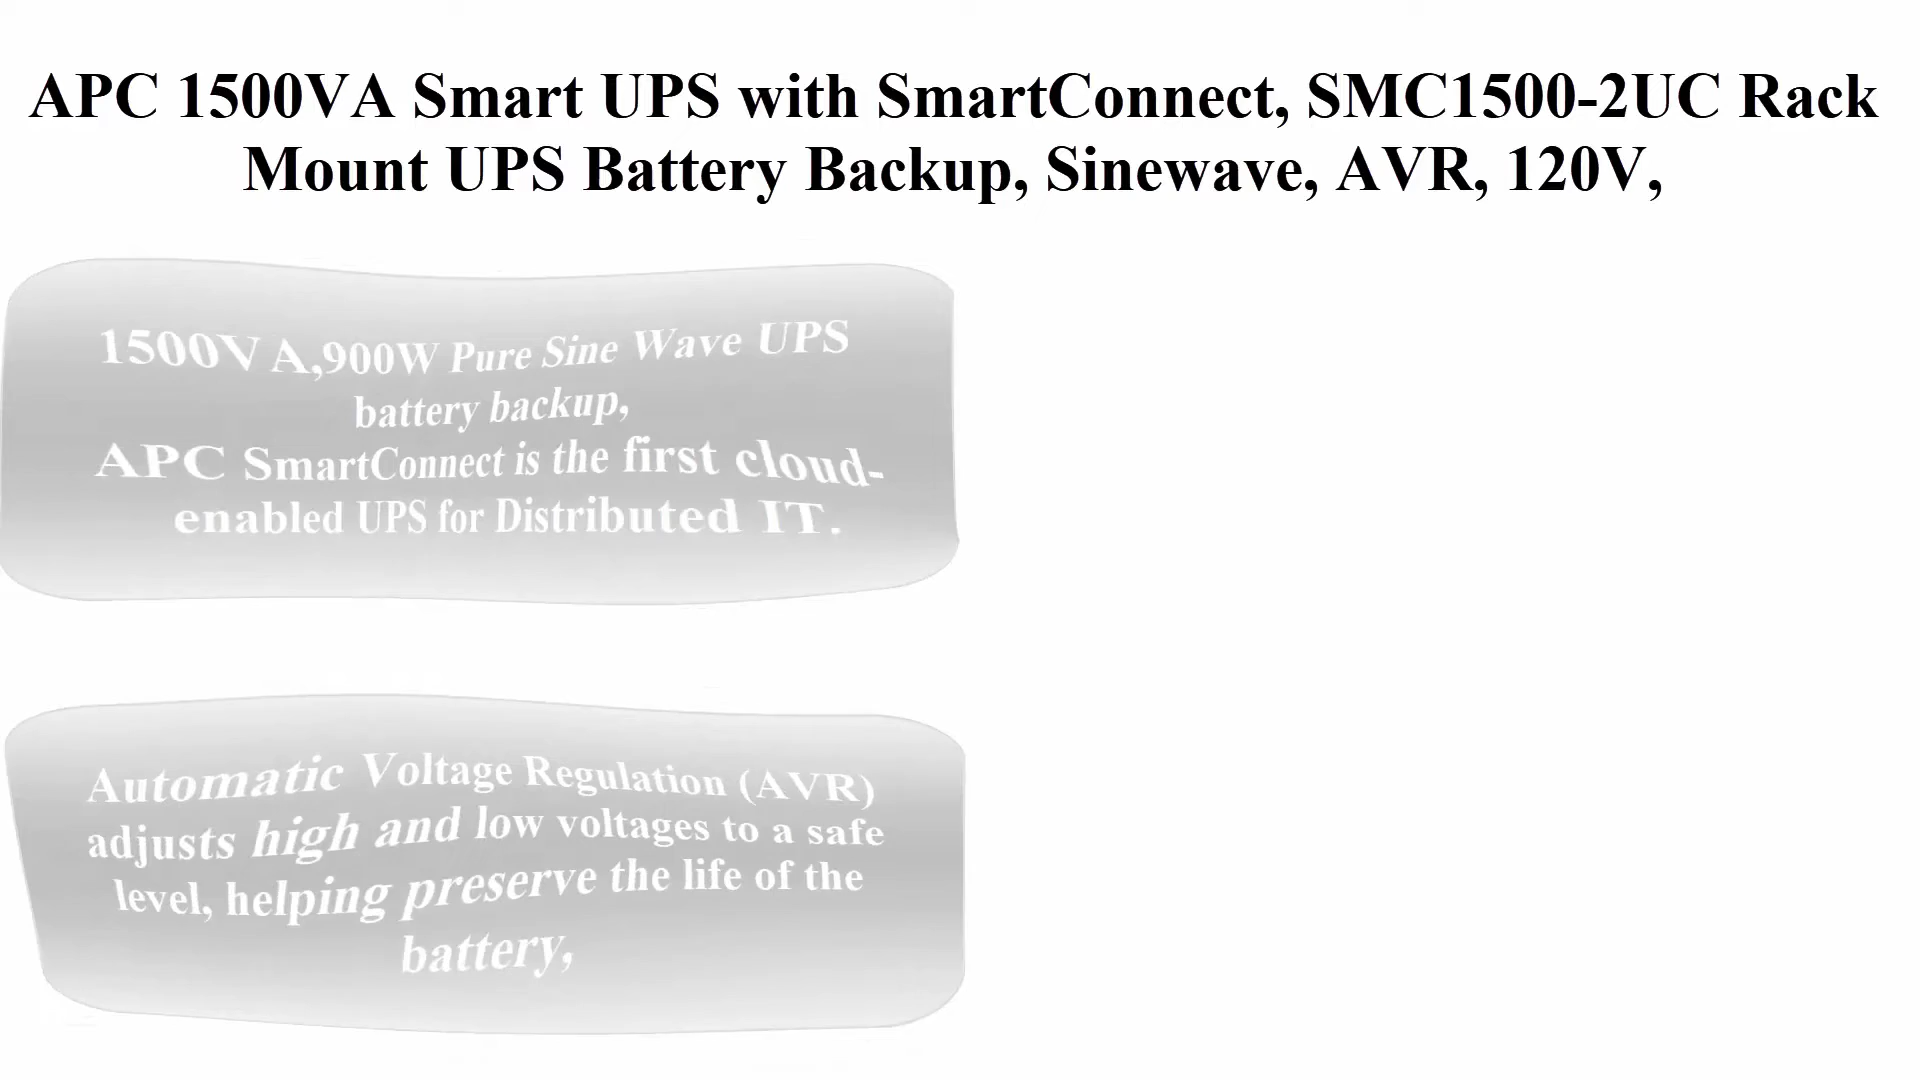 APC 1500VA Smart UPS with SmartConnect, SMC1500-2UC Rack
Mount UPS Battery Backup, Sinewave, AVR, 120V,
1500VA,900W Pure Sine Wave UPS
battery backup,
APC SmartConnect is the first cloud-
enabled UPS for Distributed IT.
Automatic Voltage Regulation (AVR)
adjusts high and low voltages to a safe
level, helping preserve the life of the
battery,